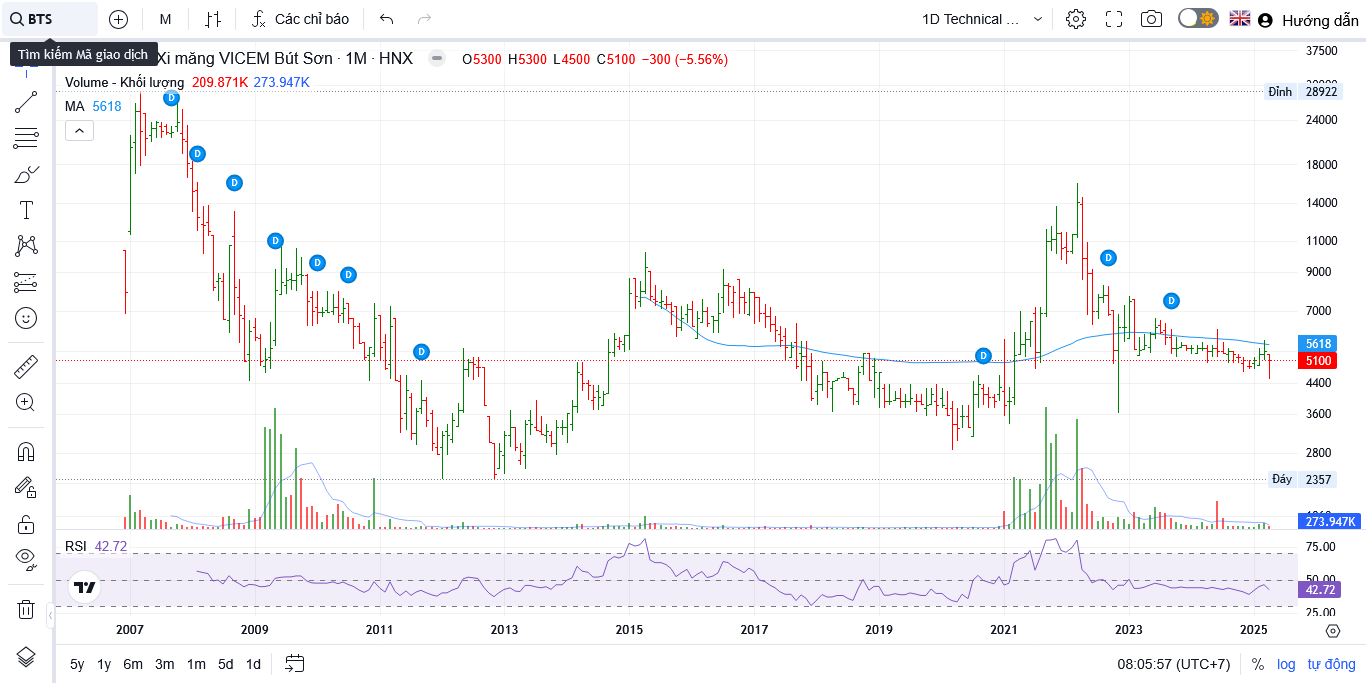 BTS M Các chỉ báo 1D Technical ... Hướng dẫn
Tìm kiếm Mã giao dịch
Xi măng VICEM Bút Sơn · 1M · HNX O5300 H5300 L4500 C5100 −300 (−5.56%)
Volume - Khối lượng 209.871K 273.947K
MA 5618
37500
Đỉnh 28922
24000
18000
14000
11000
9000
7000
5618
5100
4400
3600
2800
Đáy 2357
273.947K
D
D
D
D
D
D
D
D
D
D
RSI 42.72
75.00
50.00
42.72
25.00
2007 2009 2011 2013 2015 2017 2019 2021 2023 2025
5y 1y 6m 3m 1m 5d 1d 08:05:57 (UTC+7) % log tự động